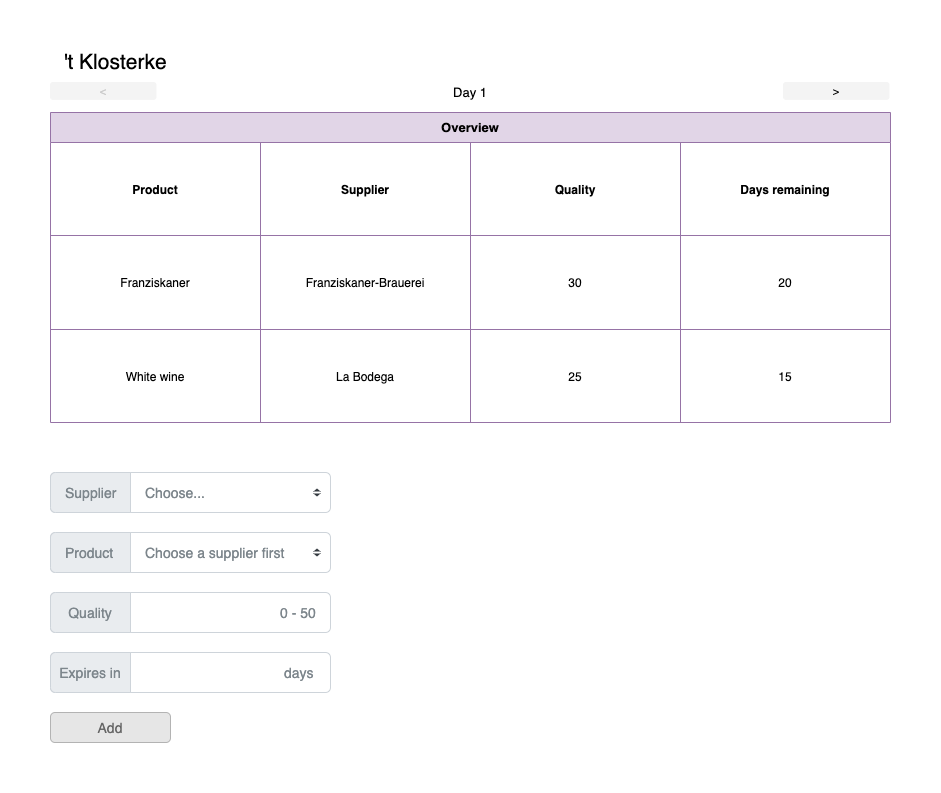 't Klosterke
< Day 1 >
Overview
Product Supplier Quality Days remaining
Franziskaner Franziskaner-Brauerei 30 20
White wine La Bodega 25 15
Supplier Choose...
Product Choose a supplier first
Quality 0 - 50
Expires in days
Add